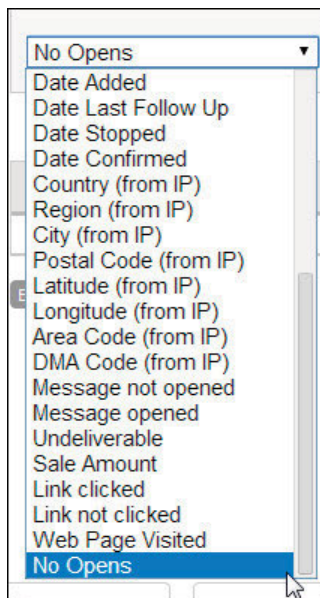 No Opens
Date Added
Date Last Follow Up
Date Stopped
Date Confirmed
Country (from IP)
Region (from IP)
City (from IP)
Postal Code (from IP)
Latitude (from IP)
Longitude (from IP)
Area Code (from IP)
DMA Code (from IP)
Message not opened
Message opened
Undeliverable
Sale Amount
Link clicked
Link not clicked
Web Page Visited
No Opens